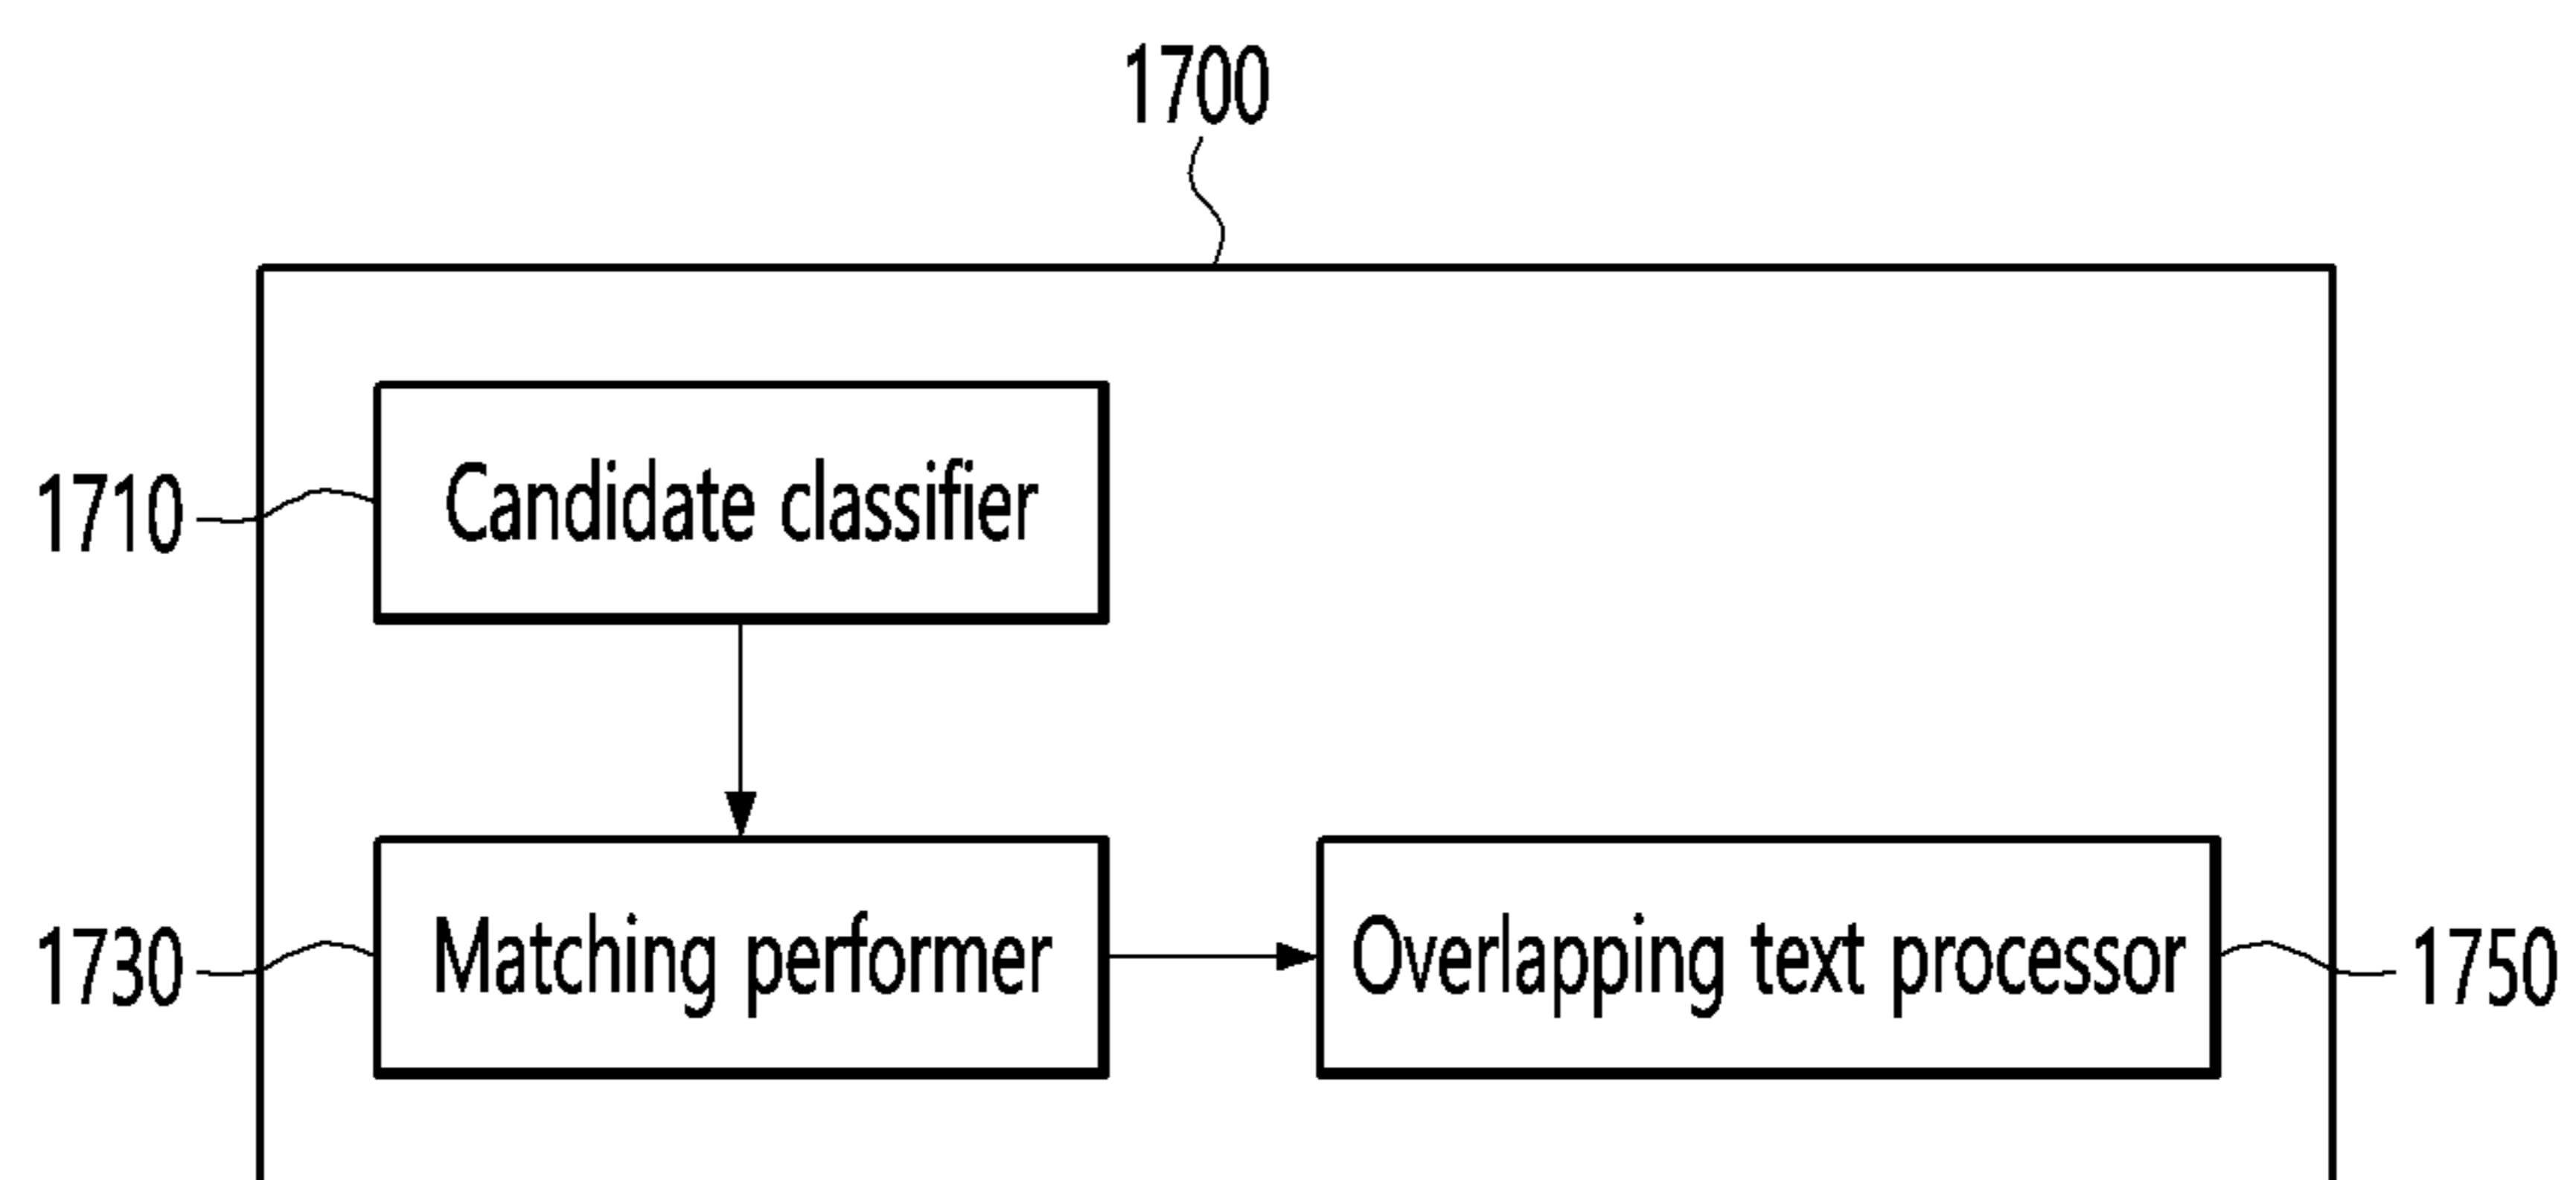 1700
1710
Candidate classifier
1730
Matching performer
Overlapping text processor
1750